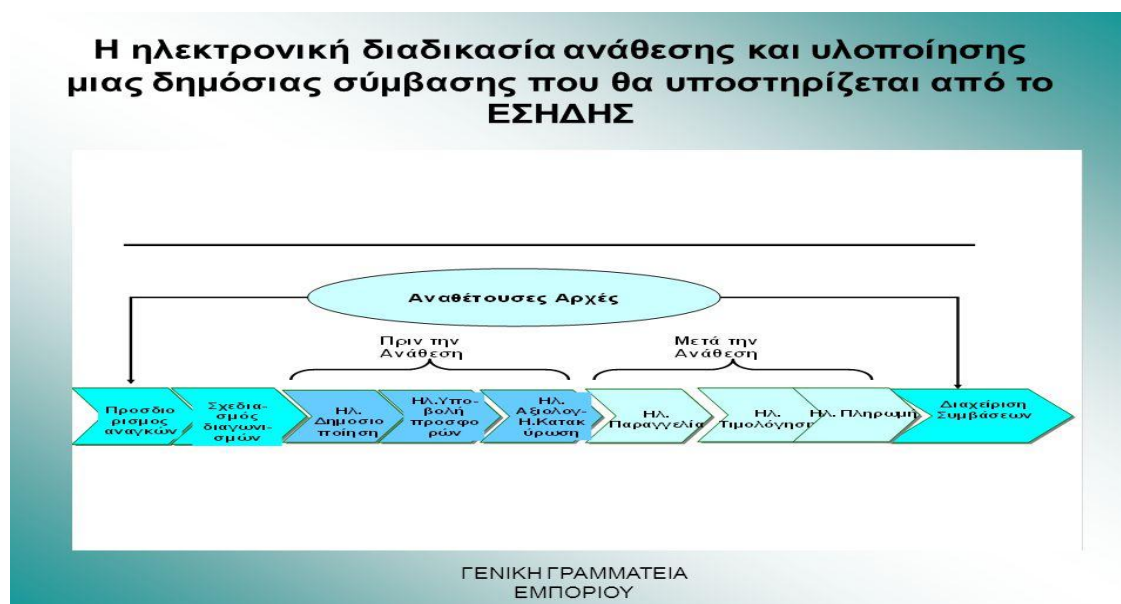 Η ηλεκτρονική διαδικασία ανάθεσης και υλοποίησης
μιας δημόσιας σύμβασης που θα υποστηρίζεται από το
ΕΣΗΔΗΣ
Αναθέτουσες Αρχές
Πριν την
Ανάθεση
Μετά την
Ανάθεση
Προσδιο
ρισμος
αναγκών
Σχεδια-
σμός
διαγωνι-
σμών
Ηλ.
Δημοσιο
ποίηση
Ηλ.Υπο-
βολή
προσφο
ρών
Ηλ.
Αξιολογ-
Η.Κατακ
ύρωση
Ηλ.
Παραγγελία
Ηλ.
Τιμολόγηση
Ηλ. Πληρωμή
Διαχείριση
Συμβάσεων
ΓΕΝΙΚΗ ΓΡΑΜΜΑΤΕΙΑ
ΕΜΠΟΡΙΟΥ